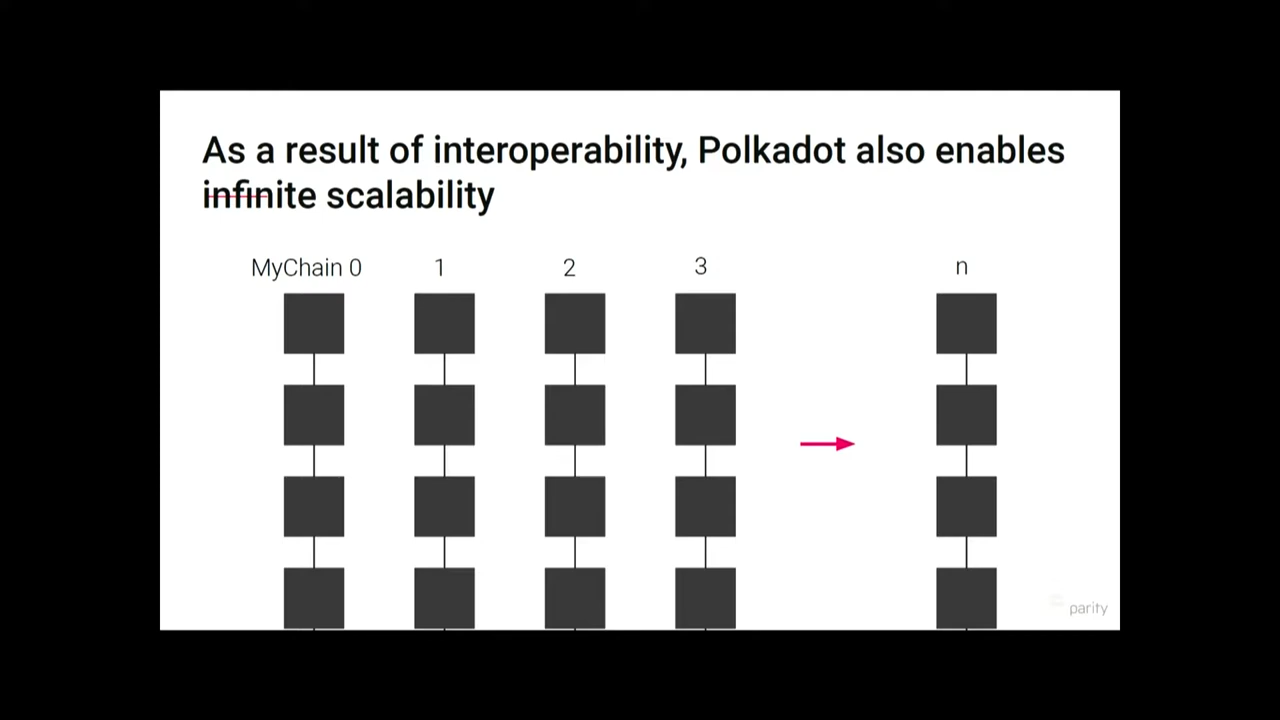 As a result of interoperability, Polkadot also enables
infinite scalability
MyChain 0 1 2 3 n
parity